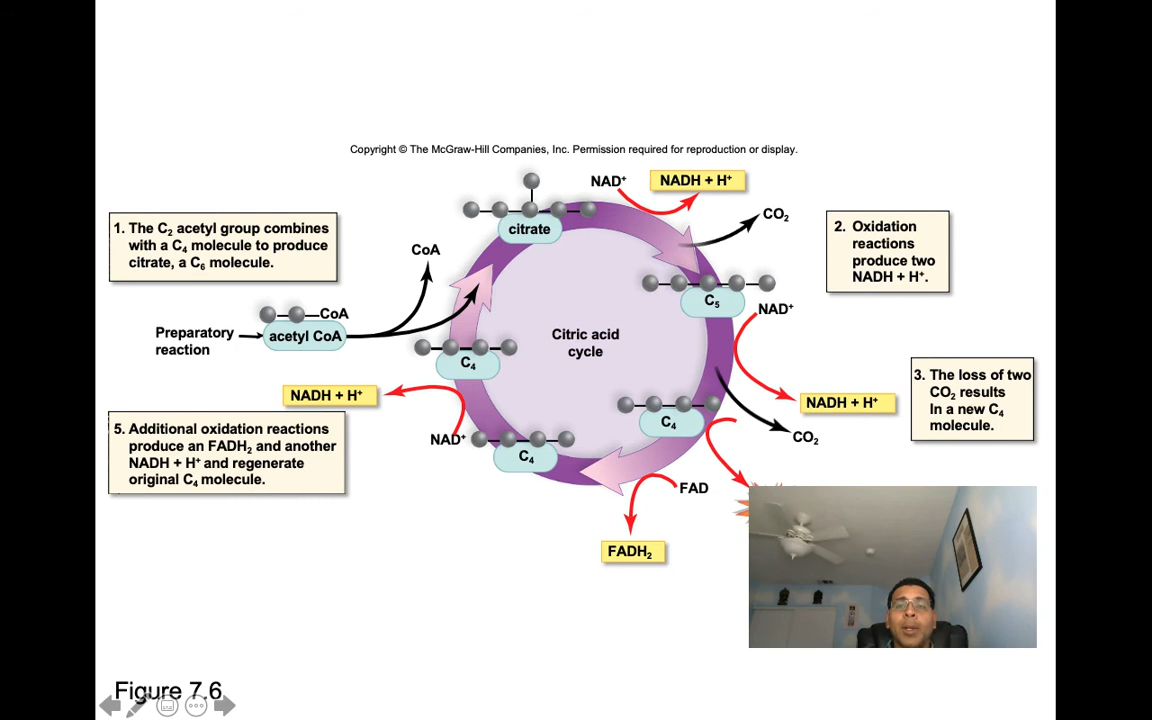 Copyright © The McGraw-Hill Companies, Inc. Permission required for reproduction or display.
NAD⁺
NADH + H⁺
citrate
CO₂
1. The C₂ acetyl group combines
with a C₄ molecule to produce
citrate, a C₆ molecule.
2. Oxidation
reactions
produce two
NADH + H⁺.
CoA
C₅
NAD⁺
CoA
Preparatory
reaction
acetyl CoA
Citric acid
cycle
C₄
NADH + H⁺
NADH + H⁺
3. The loss of two
CO₂ results
In a new C₄
molecule.
C₄
CO₂
NAD⁺
C₄
5. Additional oxidation reactions
produce an FADH₂ and another
NADH + H⁺ and regenerate
original C₄ molecule.
FAD
FADH₂
Figure 7.6